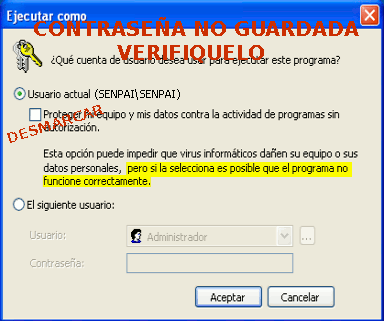 Ejecutar como
CONTRASEÑA NO GUARDADA
VERIFIQUELO
¿Qué cuenta de usuario desea usar para ejecutar este programa?
Usuario actual (SENPAI\SENPAI)
Proteger mi equipo y mis datos contra la actividad de programas sin
autorización.
DESMARCAR
Esta opción puede impedir que virus informáticos dañen su equipo o sus
datos personales, pero si la selecciona es posible que el programa no
funcione correctamente.
El siguiente usuario:
Usuario: Administrador ...
Contraseña:
Aceptar Cancelar